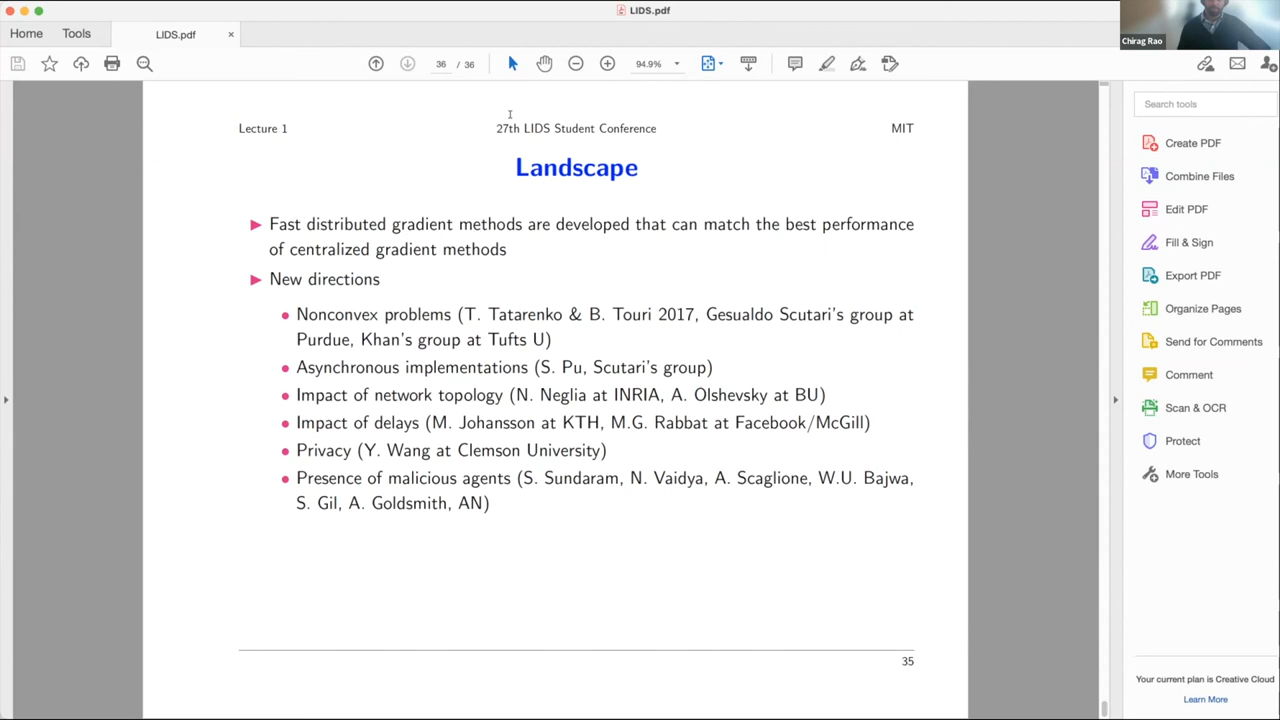 LIDS.pdf
Home
Tools
LIDS.pdf
×
Chirag Rao
36 / 36
94.9%
Lecture 1 27th LIDS Student Conference MIT
Landscape
▶ Fast distributed gradient methods are developed that can match the best performance
of centralized gradient methods
▶ New directions
• Nonconvex problems (T. Tatarenko & B. Touri 2017, Gesualdo Scutari's group at
Purdue, Khan's group at Tufts U)
• Asynchronous implementations (S. Pu, Scutari's group)
• Impact of network topology (N. Neglia at INRIA, A. Olshevsky at BU)
• Impact of delays (M. Johansson at KTH, M.G. Rabbat at Facebook/McGill)
• Privacy (Y. Wang at Clemson University)
• Presence of malicious agents (S. Sundaram, N. Vaidya, A. Scaglione, W.U. Bajwa,
S. Gil, A. Goldsmith, AN)
35
Search tools
Create PDF
Combine Files
Edit PDF
Fill & Sign
Export PDF
Organize Pages
Send for Comments
Comment
Scan & OCR
Protect
More Tools
Your current plan is Creative Cloud
Learn More